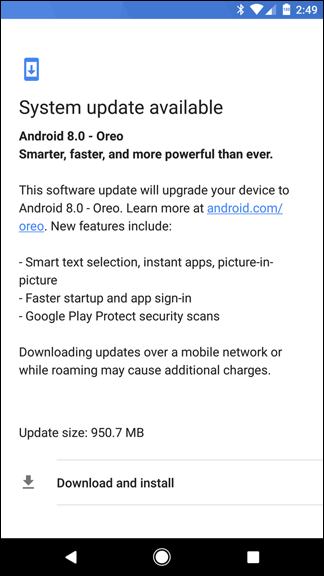 2:49
System update available
Android 8.0 - Oreo
Smarter, faster, and more powerful than ever.
This software update will upgrade your device to
Android 8.0 - Oreo. Learn more at android.com/
oreo. New features include:
- Smart text selection, instant apps, picture-in-
picture
- Faster startup and app sign-in
- Google Play Protect security scans
Downloading updates over a mobile network or
while roaming may cause additional charges.
Update size: 950.7 MB
Download and install